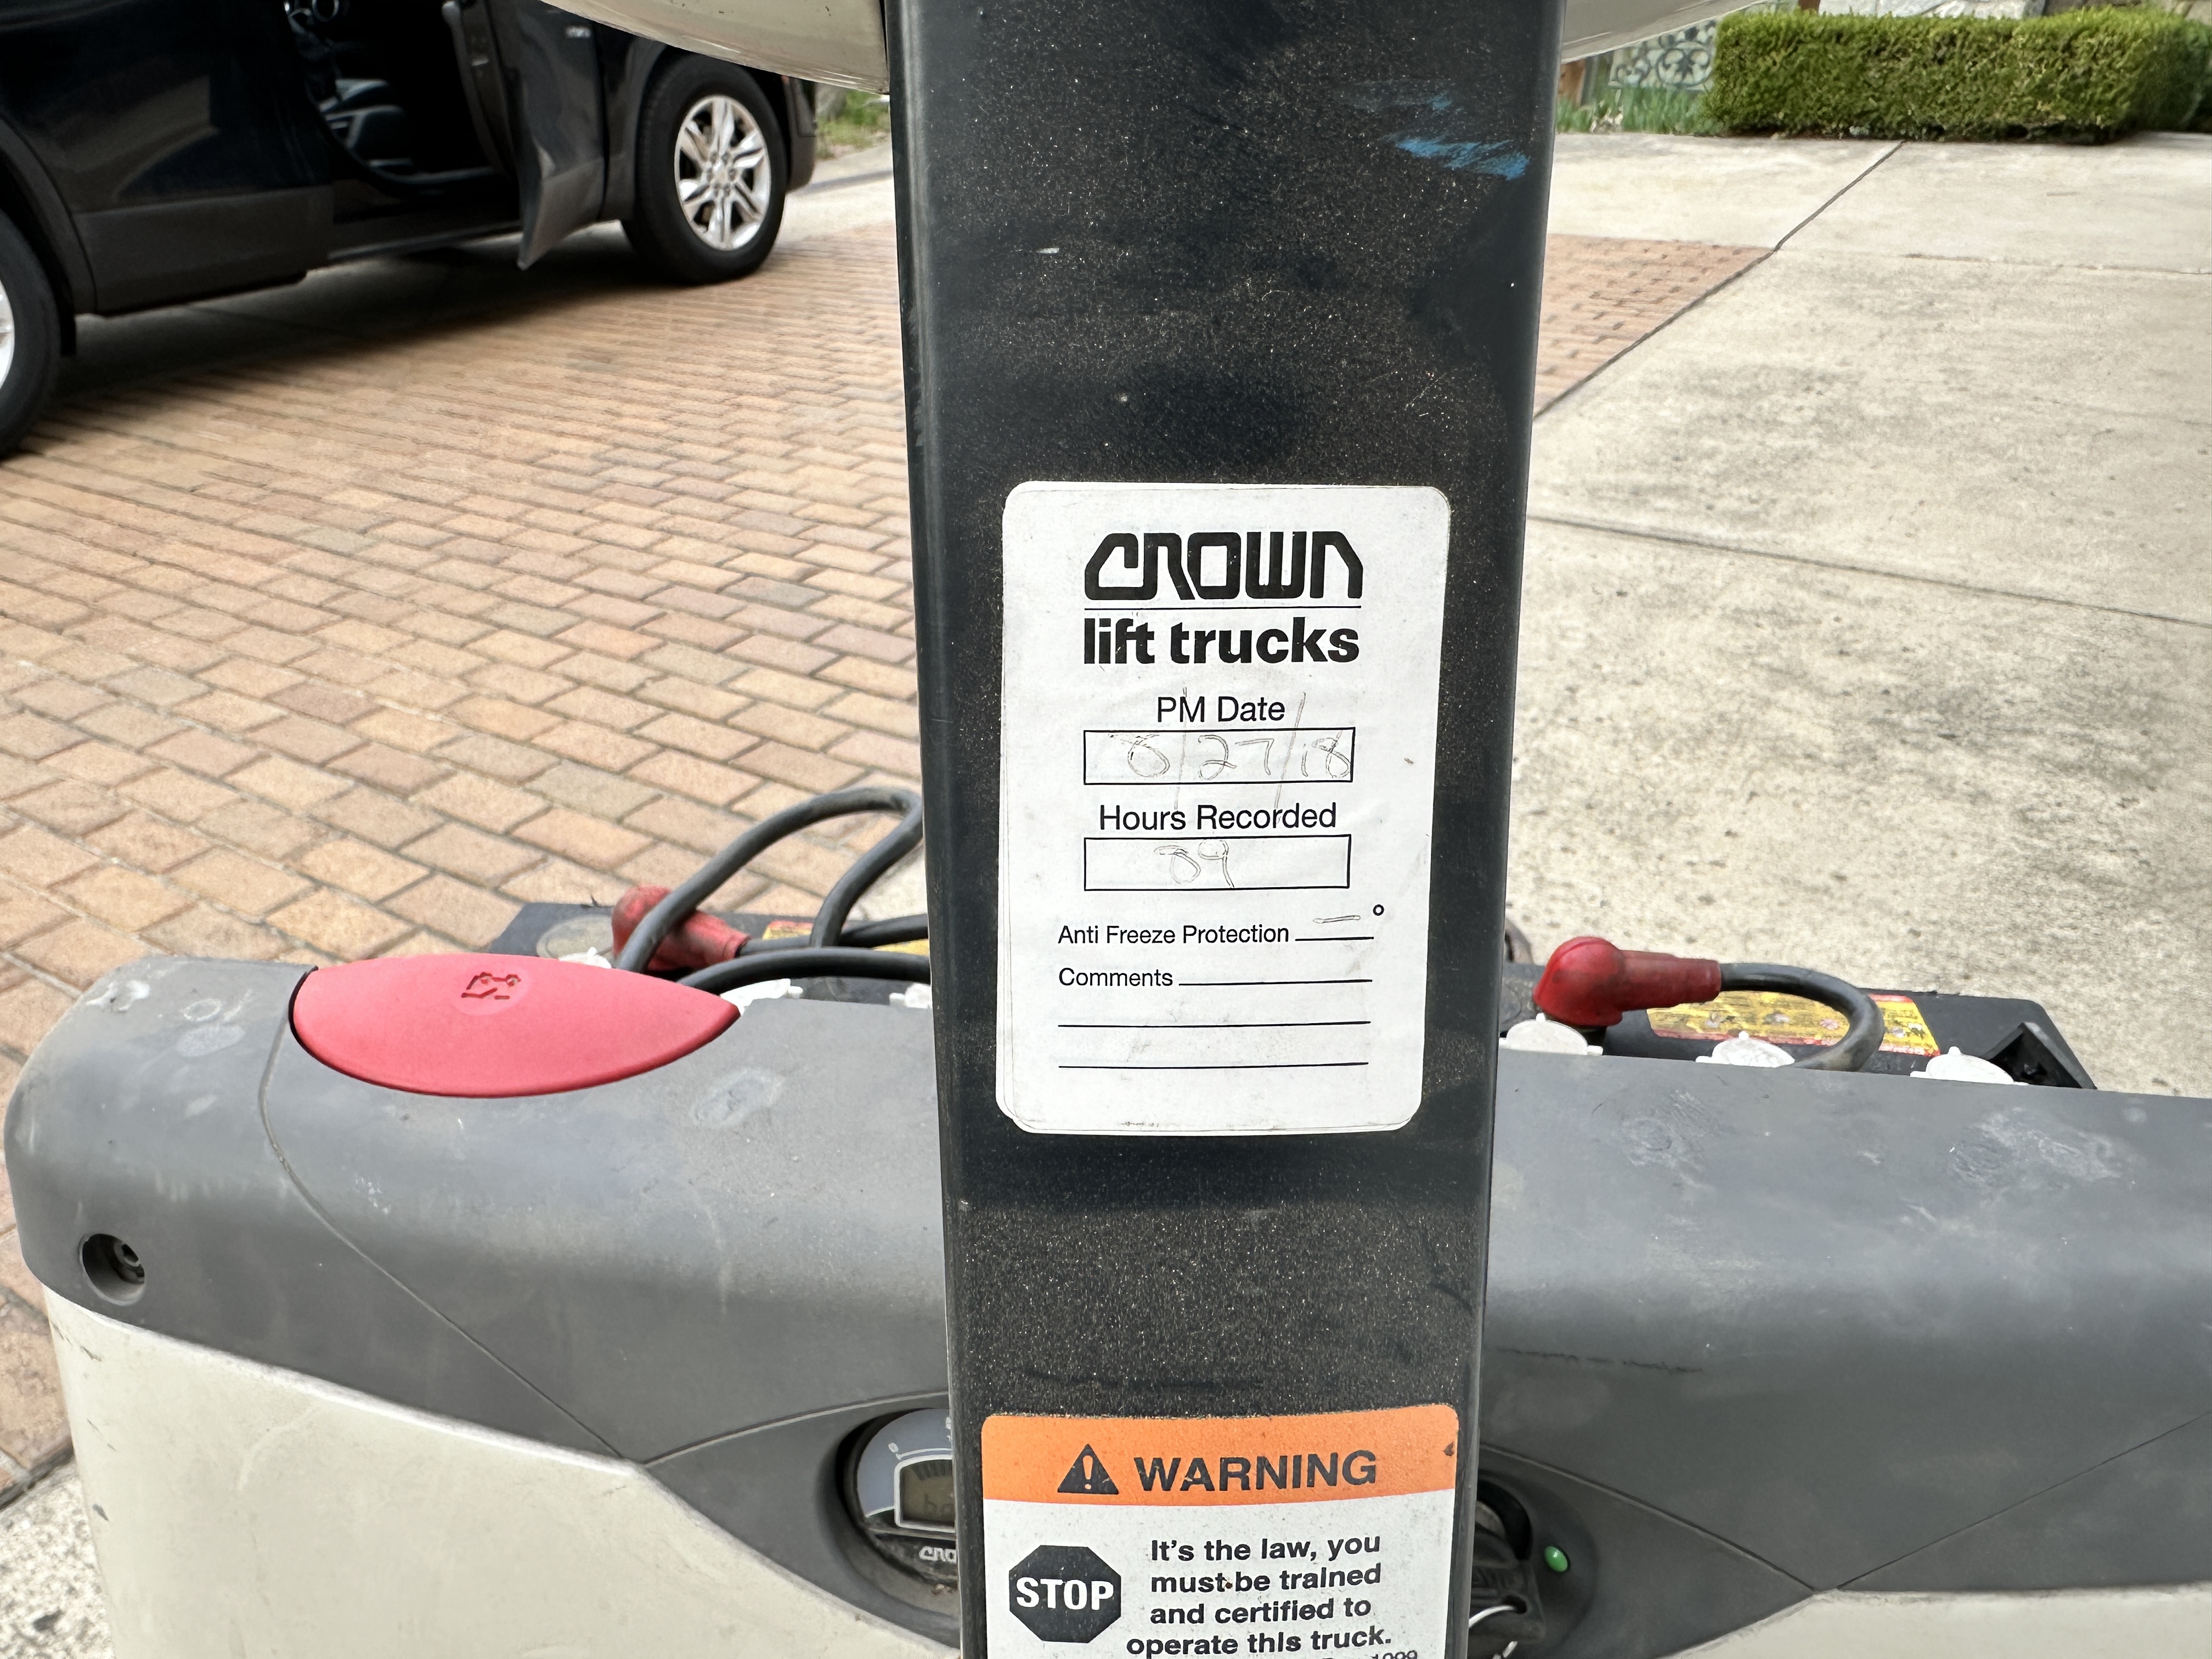 CROWN
lift trucks
PM Date
8/27/18
Hours Recorded
89
Anti Freeze Protection — °
Comments
WARNING
STOP
It's the law, you
must be trained
and certified to
operate this truck.